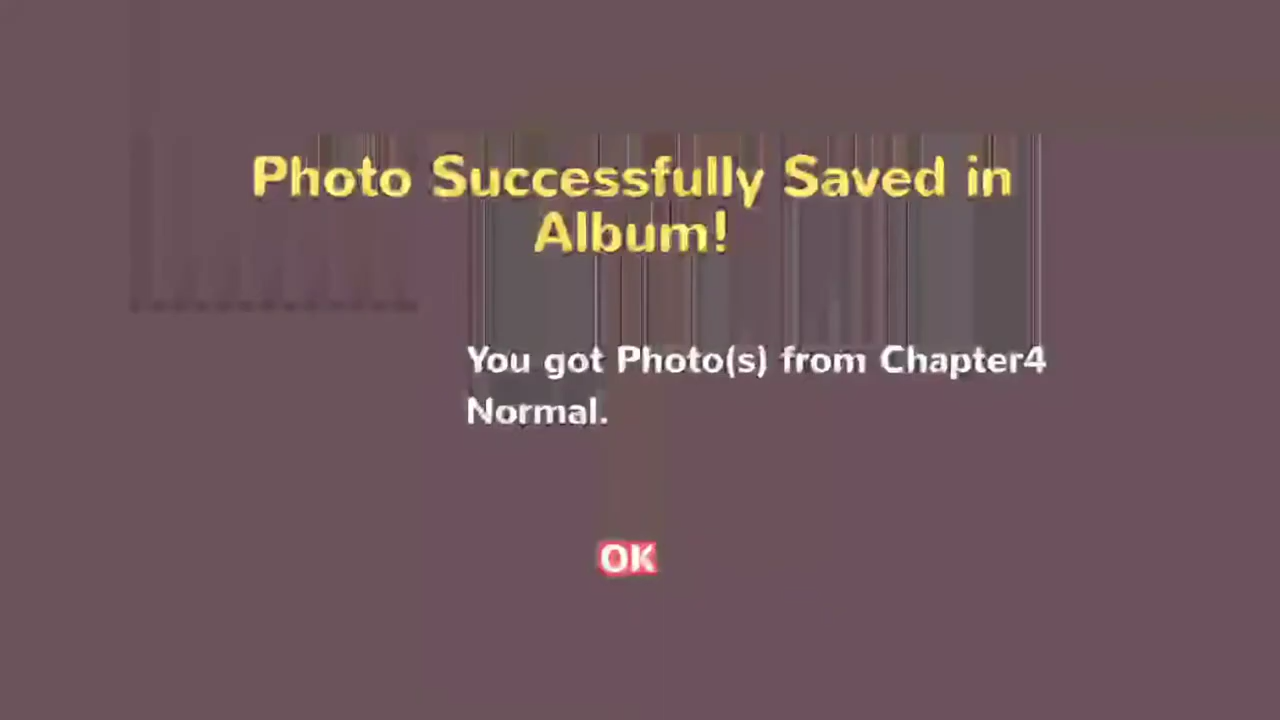 Photo Successfully Saved in
Album!
You got Photo(s) from Chapter4
Normal.
OK